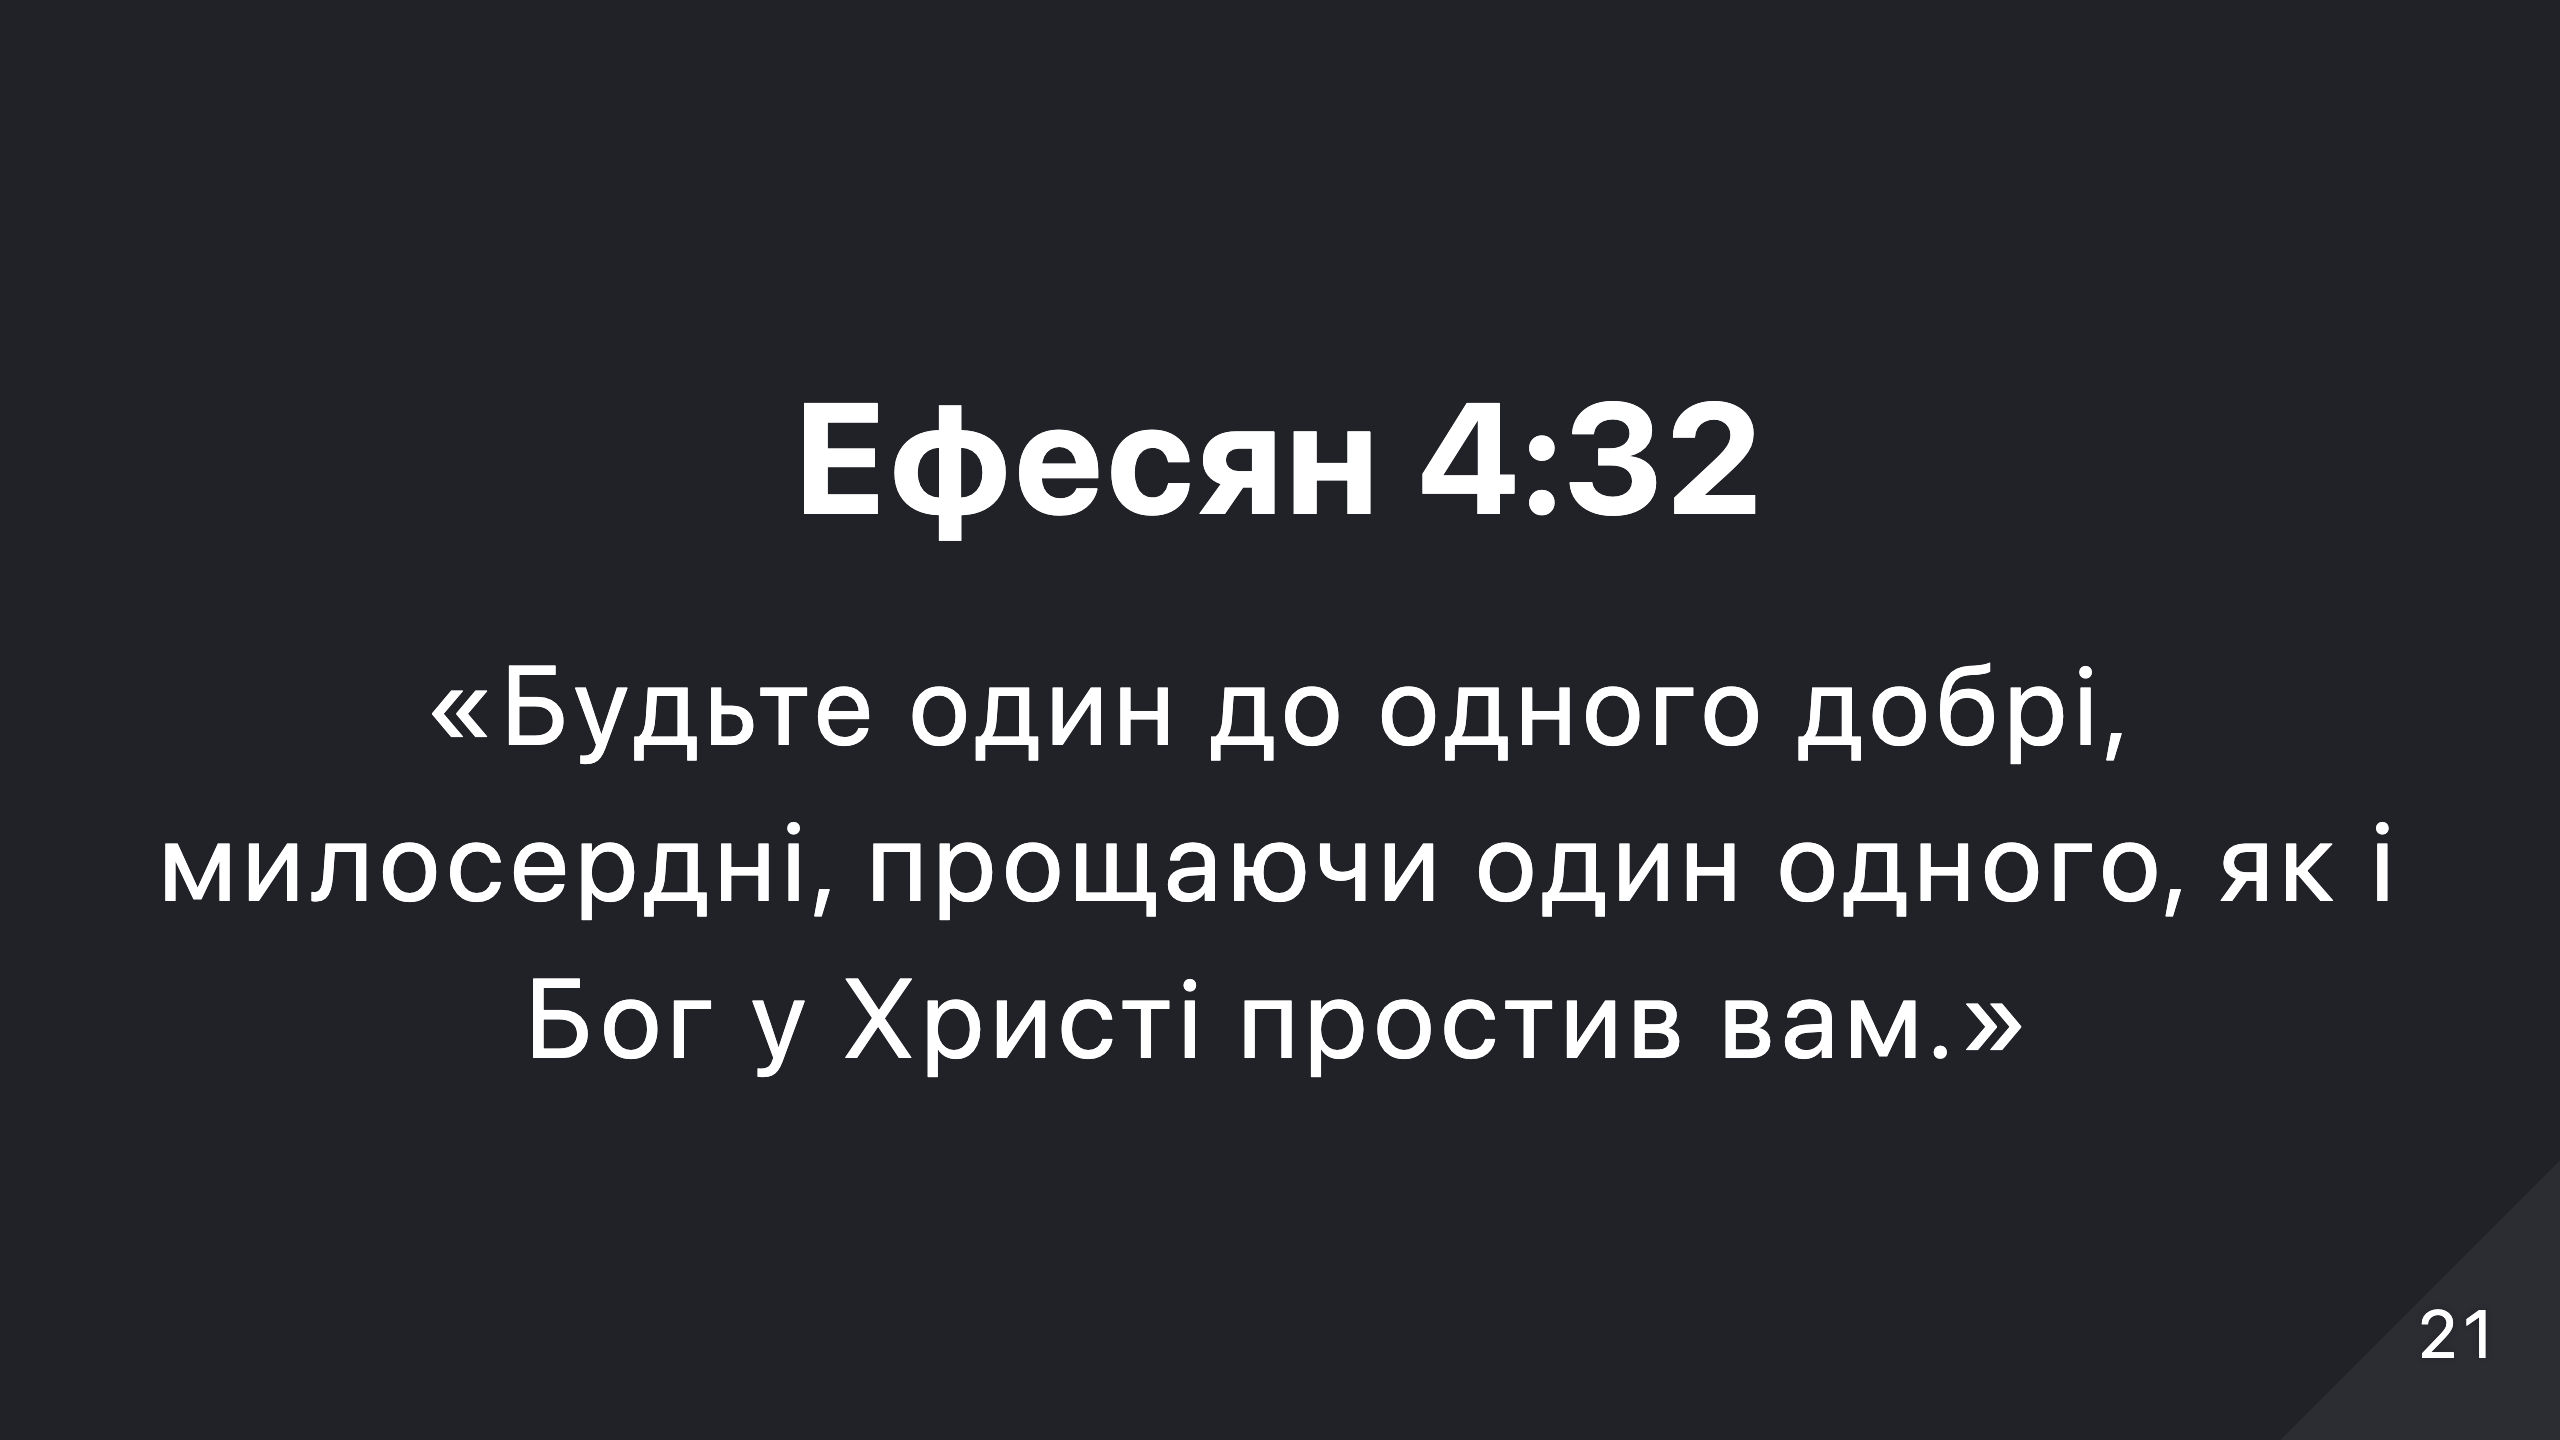 Ефесян 4:32
«Будьте один до одного добрі,
милосердні, прощаючи один одного, як і
Бог у Христі простив вам.»
21